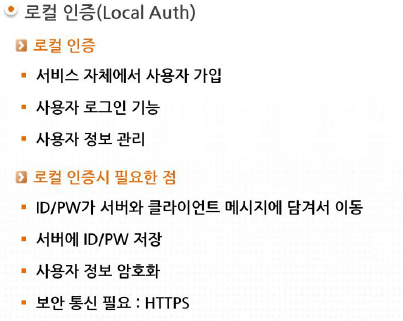 로컬 인증(Local Auth)
로컬 인증
서비스 자체에서 사용자 가입
사용자 로그인 기능
사용자 정보 관리
로컬 인증시 필요한 점
ID/PW가 서버와 클라이언트 메시지에 담겨서 이동
서버에 ID/PW 저장
사용자 정보 암호화
보안 통신 필요 : HTTPS